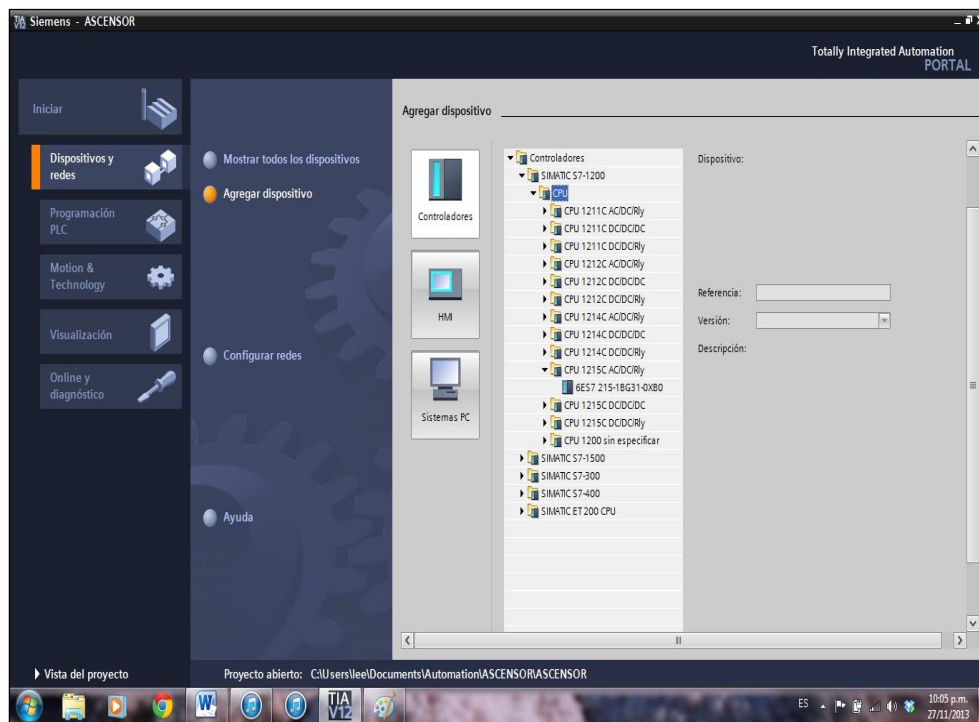 TIA V12 Siemens - ASCENSOR
Totally Integrated Automation
PORTAL
Iniciar
Dispositivos y
redes
Programación
PLC
Motion &
Technology
Visualización
Online y
diagnóstico
Mostrar todos los dispositivos
Agregar dispositivo
Configurar redes
Ayuda
Agregar dispositivo
Controladores
HMI
Sistemas PC
Controladores
SIMATIC S7-1200
CPU
CPU 1211C AC/DC/Rly
CPU 1211C DC/DC/DC
CPU 1211C DC/DC/Rly
CPU 1212C AC/DC/Rly
CPU 1212C DC/DC/DC
CPU 1212C DC/DC/Rly
CPU 1214C AC/DC/Rly
CPU 1214C DC/DC/DC
CPU 1214C DC/DC/Rly
CPU 1215C AC/DC/Rly
6ES7 215-1BG31-0XB0
CPU 1215C DC/DC/DC
CPU 1215C DC/DC/Rly
CPU 1200 sin especificar
SIMATIC S7-1500
SIMATIC S7-300
SIMATIC S7-400
SIMATIC ET 200 CPU
Dispositivo:
Referencia:
Versión:
Descripción:
Vista del proyecto
Proyecto abierto: C:\Users\lee\Documents\Automation\ASCENSOR\ASCENSOR
W
TIA
V12
ES
10:05 p.m.
27/11/2013